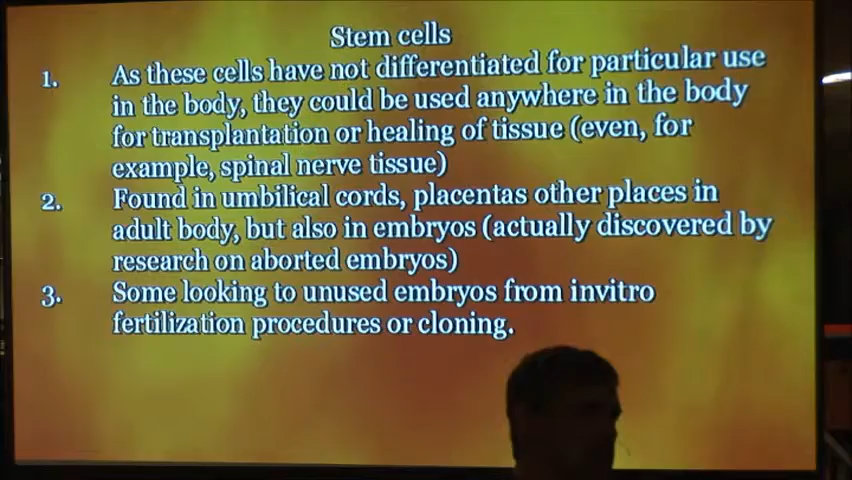 Stem cells
1. As these cells have not differentiated for particular use
in the body, they could be used anywhere in the body
for transplantation or healing of tissue (even, for
example, spinal nerve tissue)
2. Found in umbilical cords, placentas other places in
adult body, but also in embryos (actually discovered by
research on aborted embryos)
3. Some looking to unused embryos from invitro
fertilization procedures or cloning.